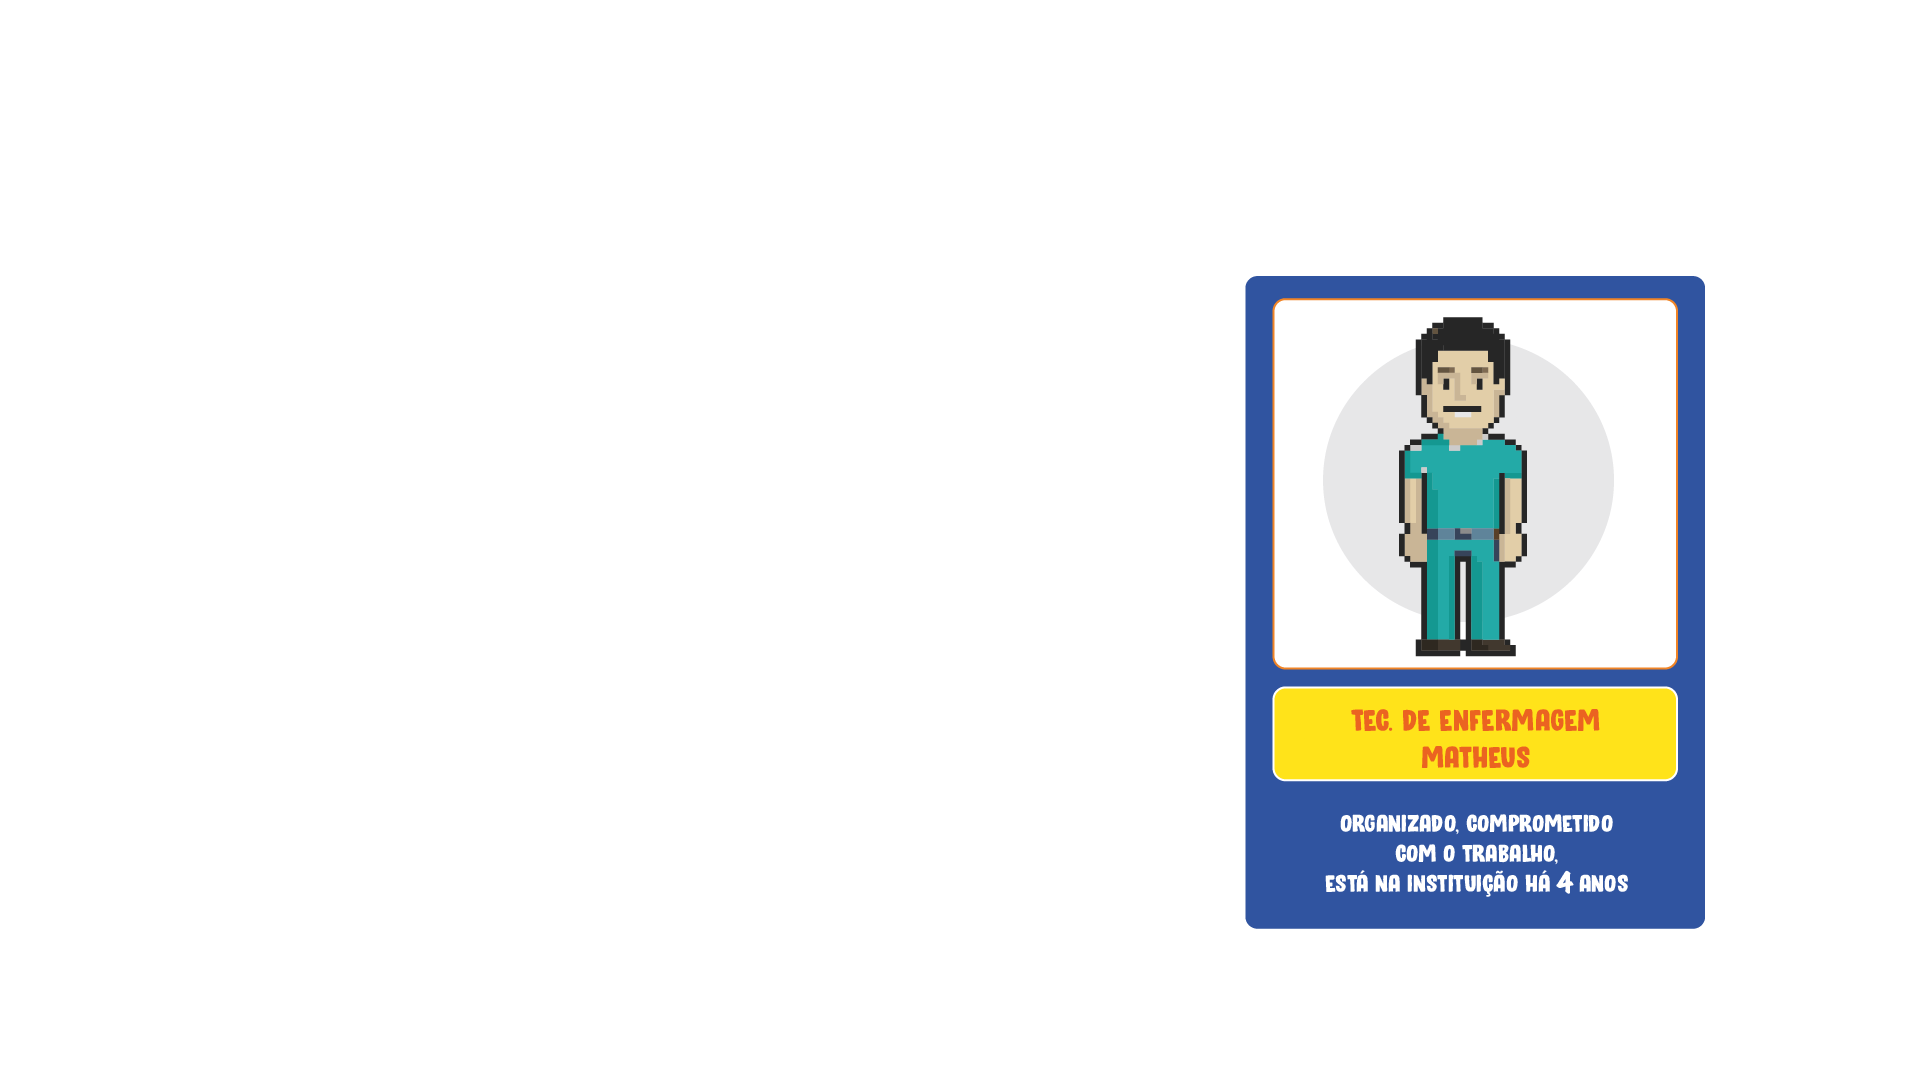 TEC. DE ENFERMAGEM
MATHEUS
ORGANIZADO, COMPROMETIDO
COM O TRABALHO,
ESTÁ NA INSTITUIÇÃO HÁ 4 ANOS